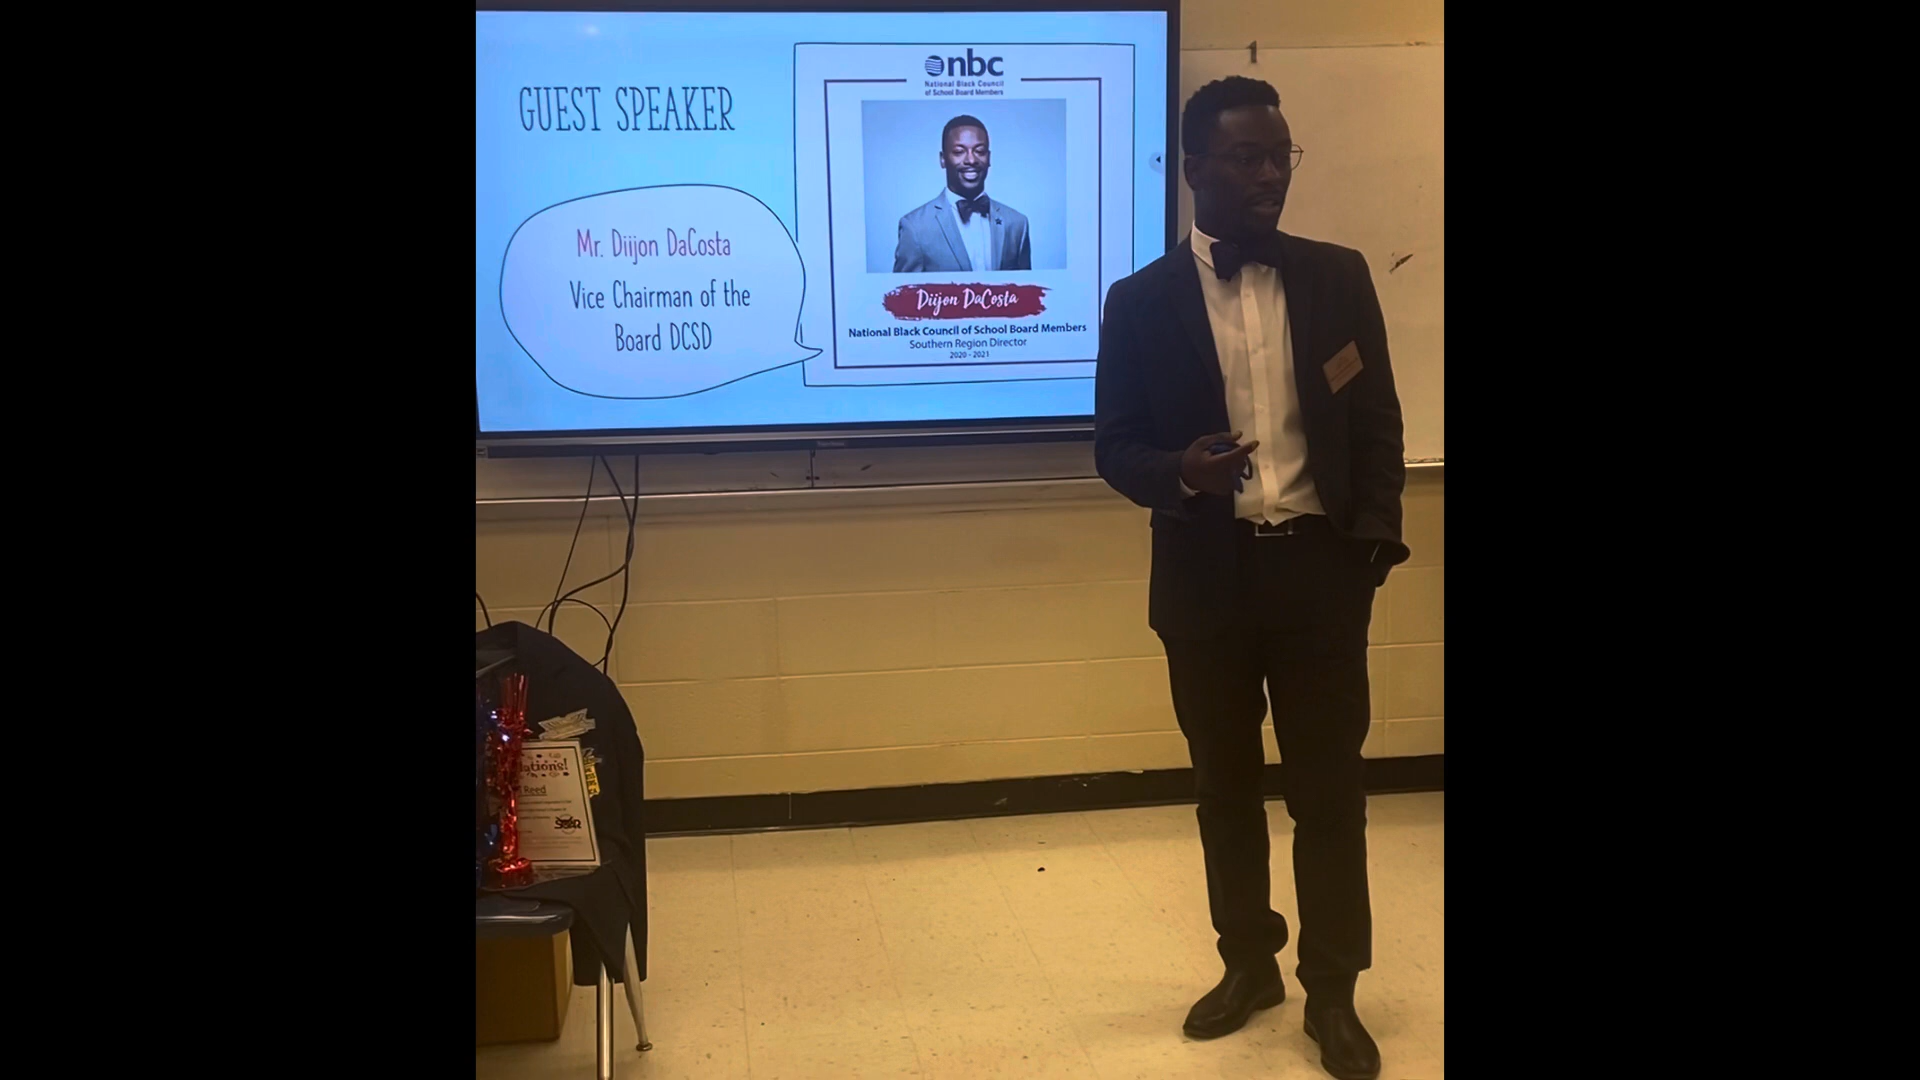 GUEST SPEAKER
Mr. Diijon DaCosta
Vice Chairman of the
Board DCSD
nbc
National Black Council
of School Board Members
Diijon DaCosta
National Black Council of School Board Members
Southern Region Director
2020 - 2021
lations!
Reed